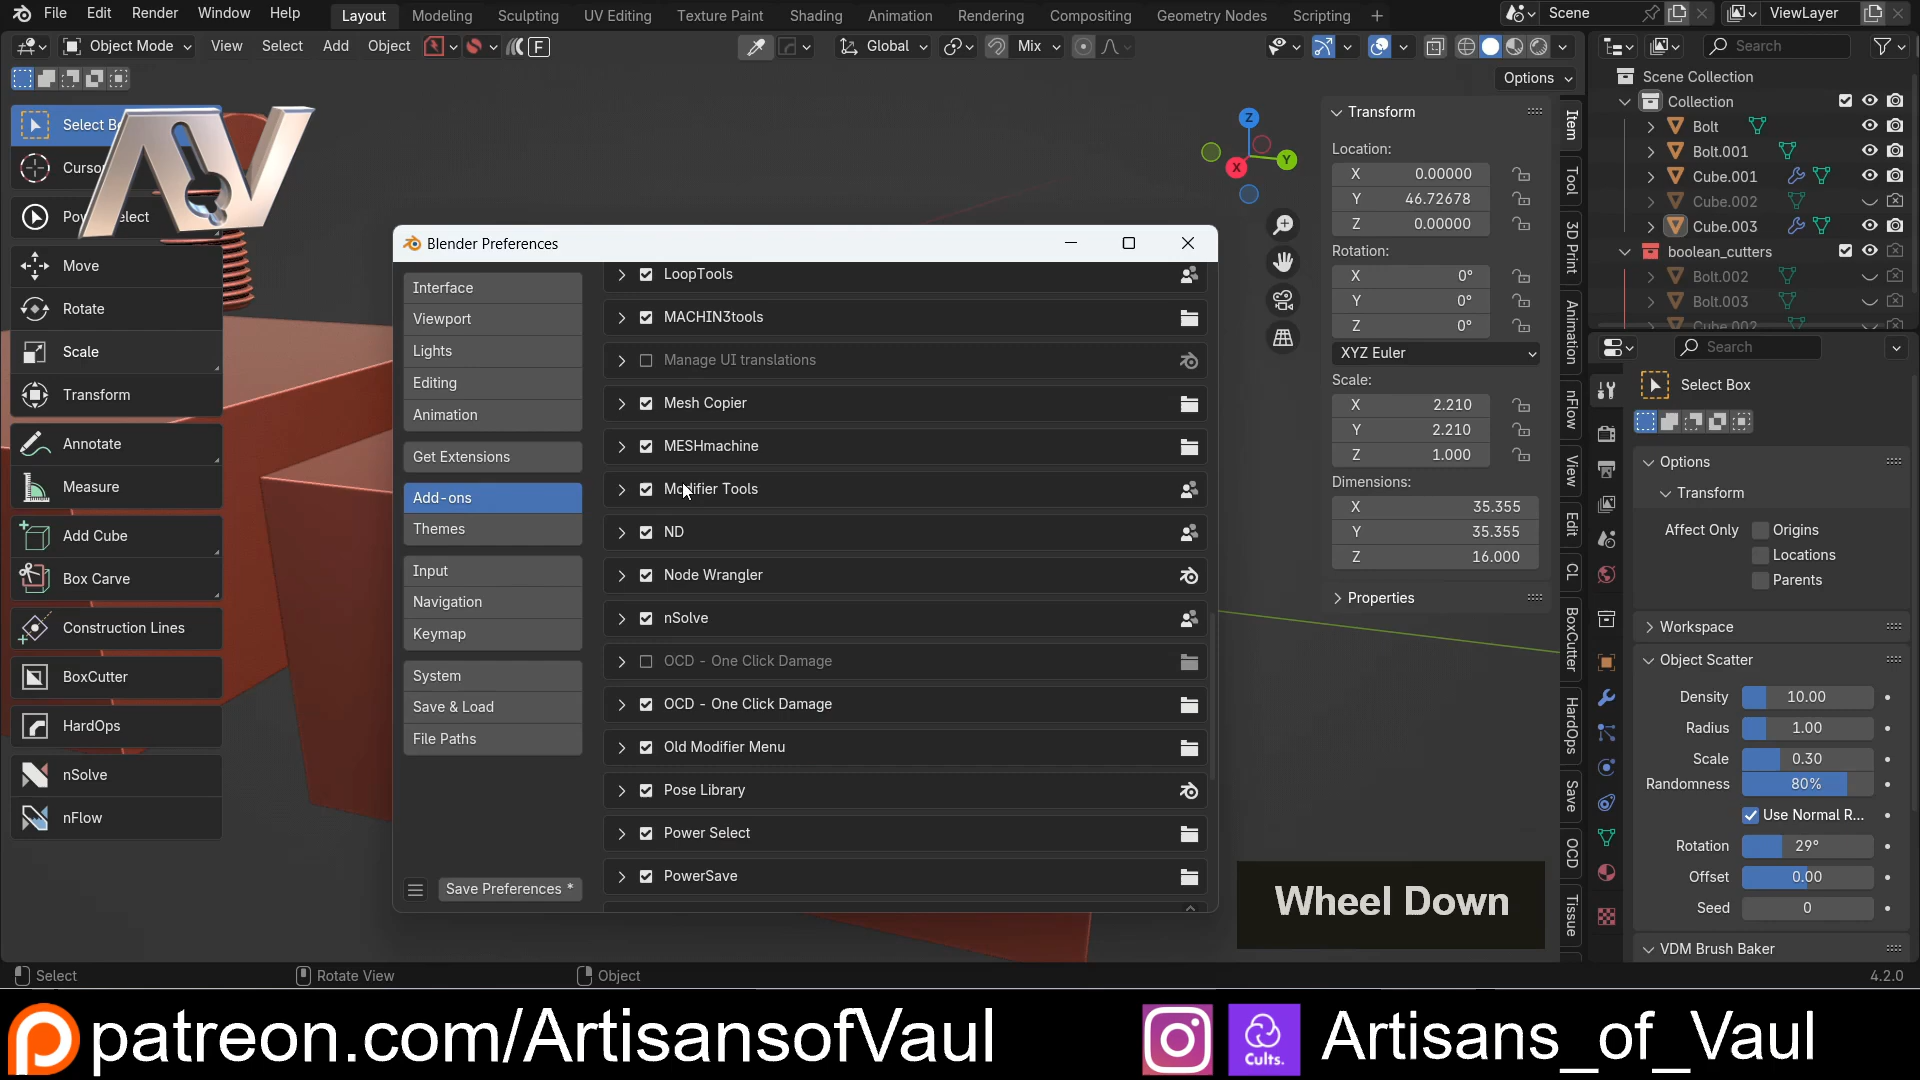 File Edit Render Window Help Layout Modeling Sculpting UV Editing Texture Paint Shading Animation Rendering Compositing Geometry Nodes Scripting + Scene ViewLayer
Object Mode View Select Add Object F Global Mix Search
Options
Select Bo
Curso
Po elect
Move
Rotate
Scale
Transform
Annotate
Measure
Add Cube
Box Carve
Construction Lines
BoxCutter
HardOps
nSolve
nFlow
AV
Blender Preferences
Interface
Viewport
Lights
Editing
Animation
Get Extensions
Add-ons
Themes
Input
Navigation
Keymap
System
Save & Load
File Paths
Save Preferences *
LoopTools
MACHIN3tools
Manage UI translations
Mesh Copier
MESHmachine
Modifier Tools
ND
Node Wrangler
nSolve
OCD - One Click Damage
OCD - One Click Damage
Old Modifier Menu
Pose Library
Power Select
PowerSave
Z
Y
X
Transform
Location:
X 0.00000
Y 46.72678
Z 0.00000
Rotation:
X 0°
Y 0°
Z 0°
XYZ Euler
Scale:
X 2.210
Y 2.210
Z 1.000
Dimensions:
X 35.355
Y 35.355
Z 16.000
Properties
Item
Tool
3D Print
Animation
nFlow
View
Edit
CL
BoxCutter
HardOps
Save
OCD
Tissue
Scene Collection
Collection
Bolt
Bolt.001
Cube.001
Cube.002
Cube.003
boolean_cutters
Bolt.002
Bolt.003
Cube.002
Search
Select Box
Options
Transform
Affect Only Origins
Locations
Parents
Workspace
Object Scatter
Density 10.00
Radius 1.00
Scale 0.30
Randomness 80%
Use Normal R...
Rotation 29°
Offset 0.00
Seed 0
VDM Brush Baker
Wheel Down
Select Rotate View Object 4.2.0
patreon.com/ArtisansofVaul Cults. Artisans_of_Vaul